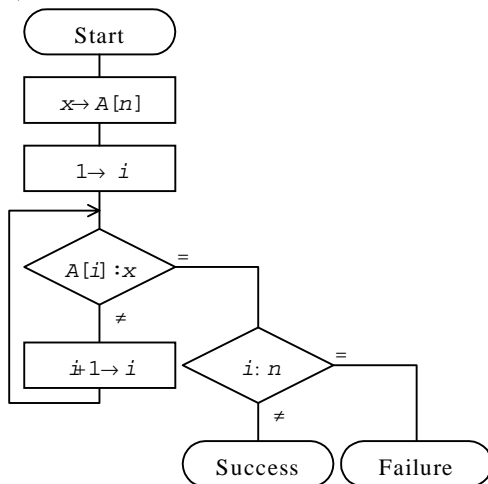 Start
x→ A[n]
1→ i
A[i] :x
=
≠
i+1→ i
i: n
=
≠
Success
Failure